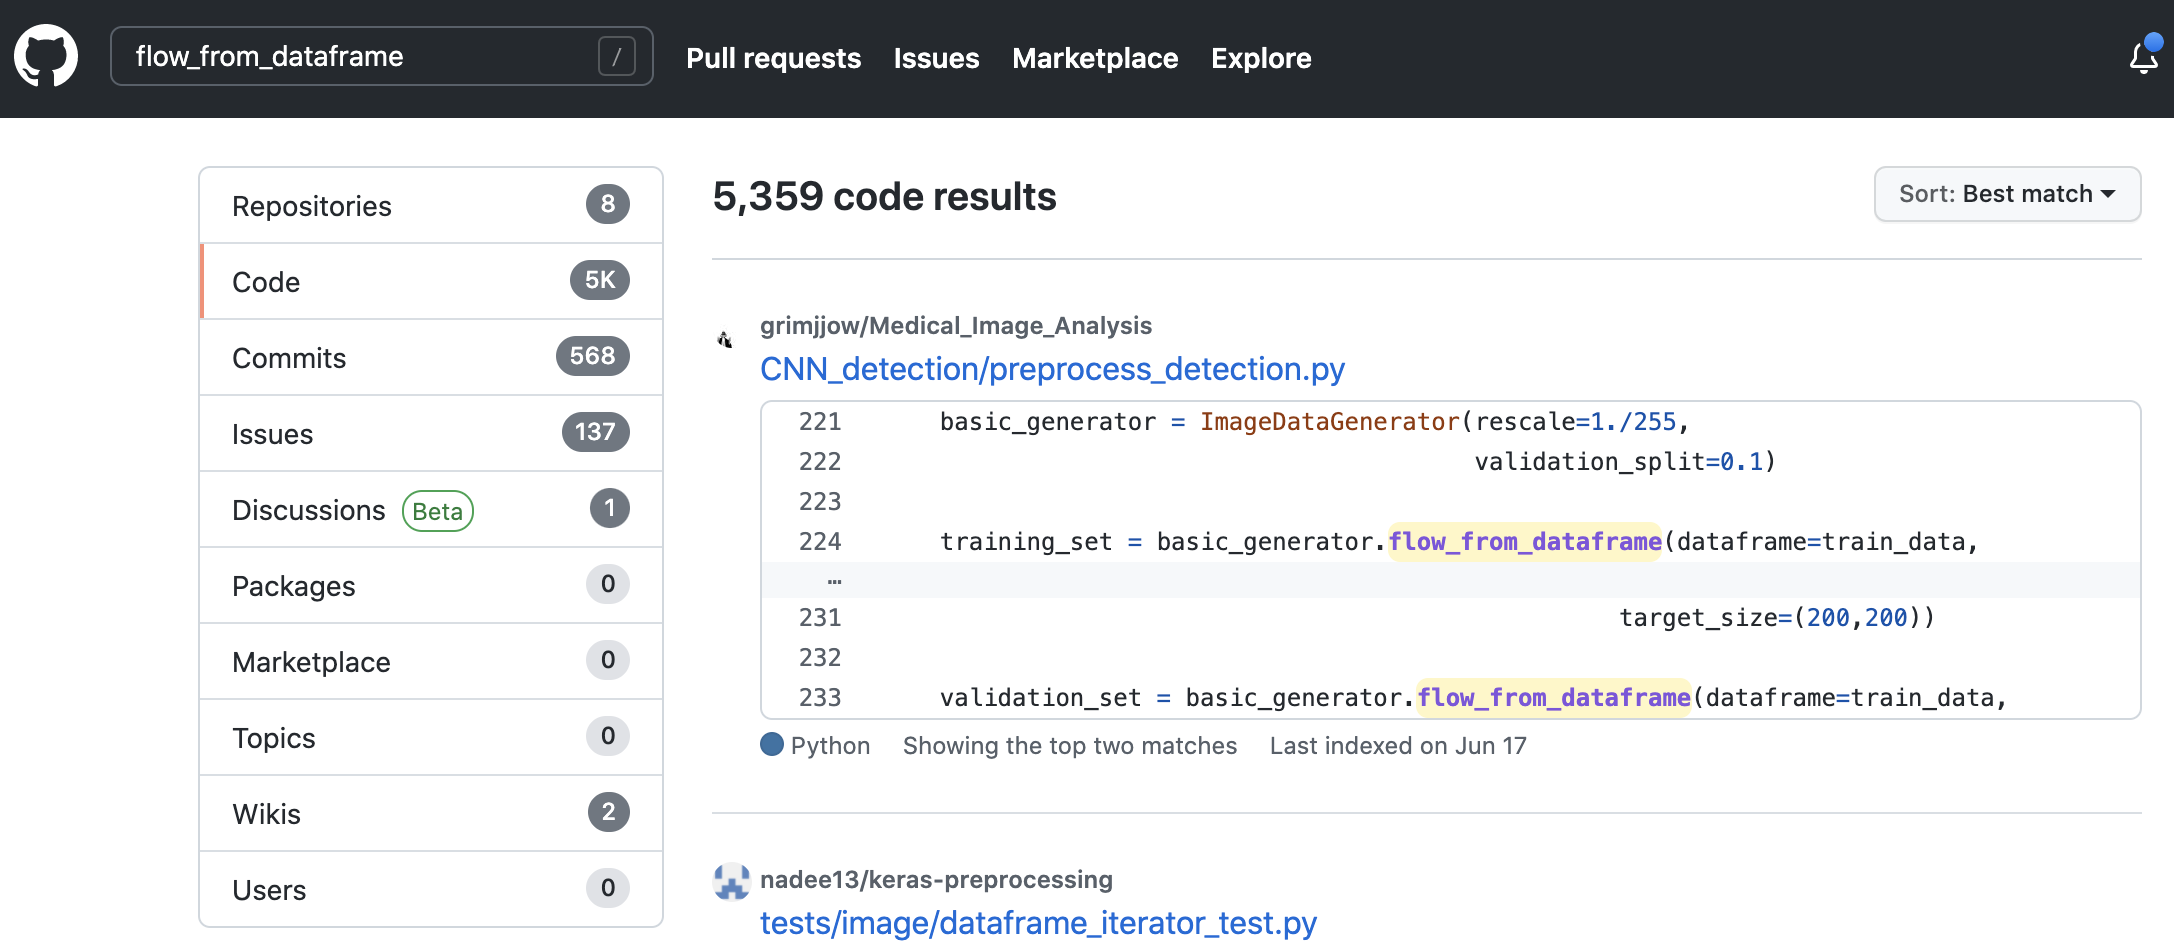 flow_from_dataframe /
Pull requests Issues Marketplace Explore
Repositories 8
Code 5K
Commits 568
Issues 137
Discussions Beta 1
Packages 0
Marketplace 0
Topics 0
Wikis 2
Users 0
5,359 code results
Sort: Best match
grimjjow/Medical_Image_Analysis
CNN_detection/preprocess_detection.py
221 basic_generator = ImageDataGenerator(rescale=1./255,
222 validation_split=0.1)
223
224 training_set = basic_generator.flow_from_dataframe(dataframe=train_data,
…
231 target_size=(200,200))
232
233 validation_set = basic_generator.flow_from_dataframe(dataframe=train_data,
Python Showing the top two matches Last indexed on Jun 17
nadee13/keras-preprocessing
tests/image/dataframe_iterator_test.py